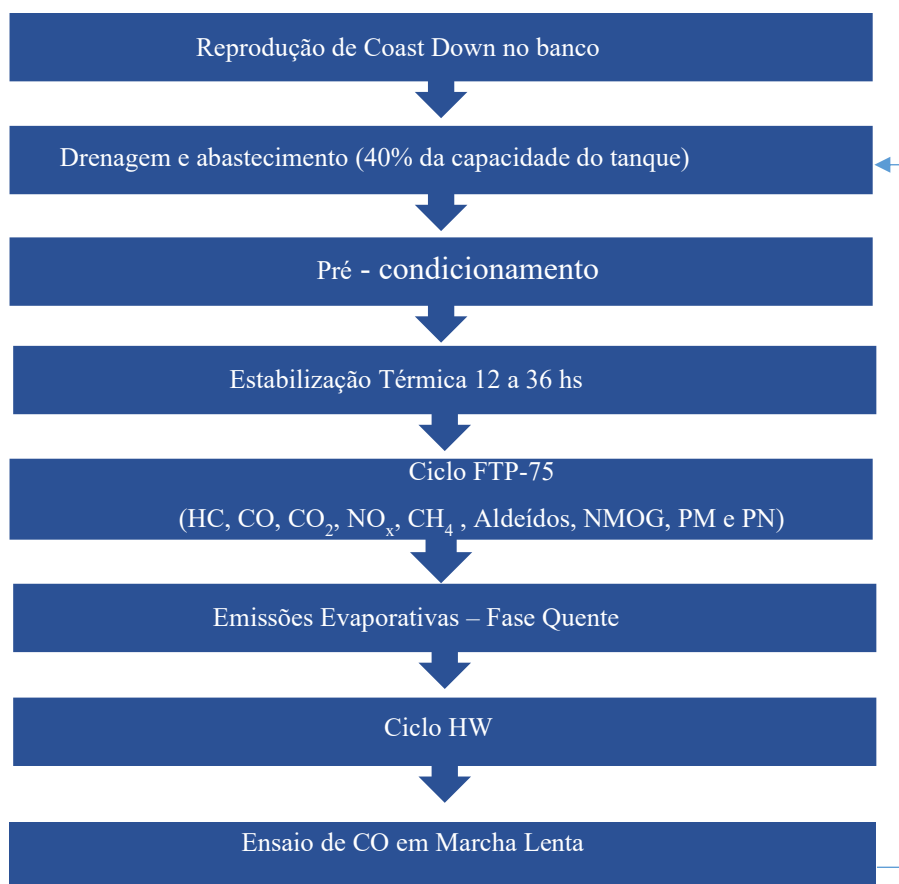 Reprodução de Coast Down no banco
Drenagem e abastecimento (40% da capacidade do tanque)
Pré - condicionamento
Estabilização Térmica 12 a 36 hs
Ciclo FTP-75
(HC, CO, CO2, NOx, CH4 , Aldeídos, NMOG, PM e PN)
Emissões Evaporativas – Fase Quente
Ciclo HW
Ensaio de CO em Marcha Lenta